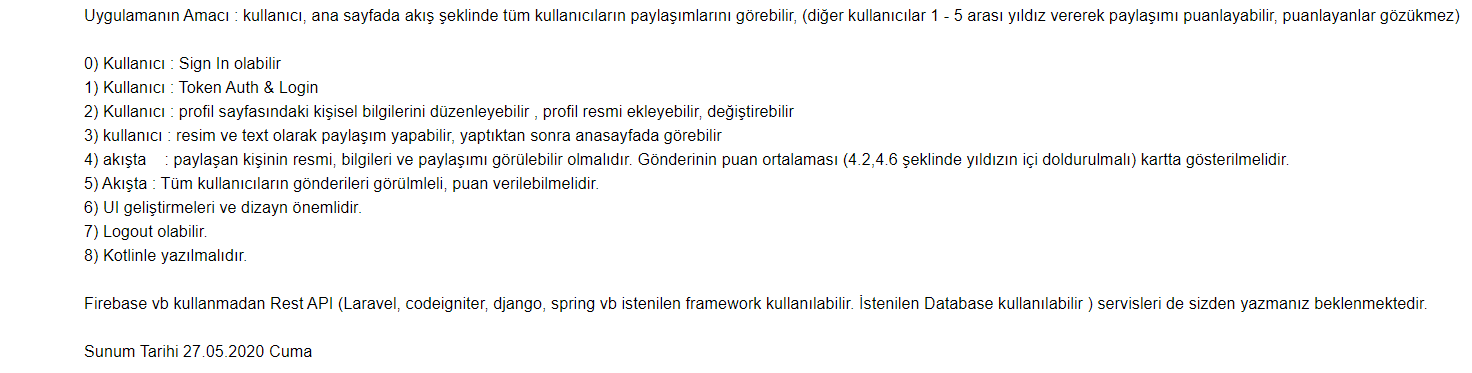 Uygulamanın Amacı : kullanıcı, ana sayfada akış şeklinde tüm kullanıcıların paylaşımlarını görebilir, (diğer kullanıcılar 1 - 5 arası yıldız vererek paylaşımı puanlayabilir, puanlayanlar gözükmez)
0) Kullanıcı : Sign In olabilir
1) Kullanıcı : Token Auth & Login
2) Kullanıcı : profil sayfasındaki kişisel bilgilerini düzenleyebilir , profil resmi ekleyebilir, değiştirebilir
3) kullanıcı : resim ve text olarak paylaşım yapabilir, yaptıktan sonra anasayfada görebilir
4) akışta : paylaşan kişinin resmi, bilgileri ve paylaşımı görülebilir olmalıdır. Gönderinin puan ortalaması (4.2,4.6 şeklinde yıldızın içi doldurulmalı) kartta gösterilmelidir.
5) Akışta : Tüm kullanıcıların gönderileri görülmleli, puan verilebilmelidir.
6) UI geliştirmeleri ve dizayn önemlidir.
7) Logout olabilir.
8) Kotlinle yazılmalıdır.
Firebase vb kullanmadan Rest API (Laravel, codeigniter, django, spring vb istenilen framework kullanılabilir. İstenilen Database kullanılabilir ) servisleri de sizden yazmanız beklenmektedir.
Sunum Tarihi 27.05.2020 Cuma